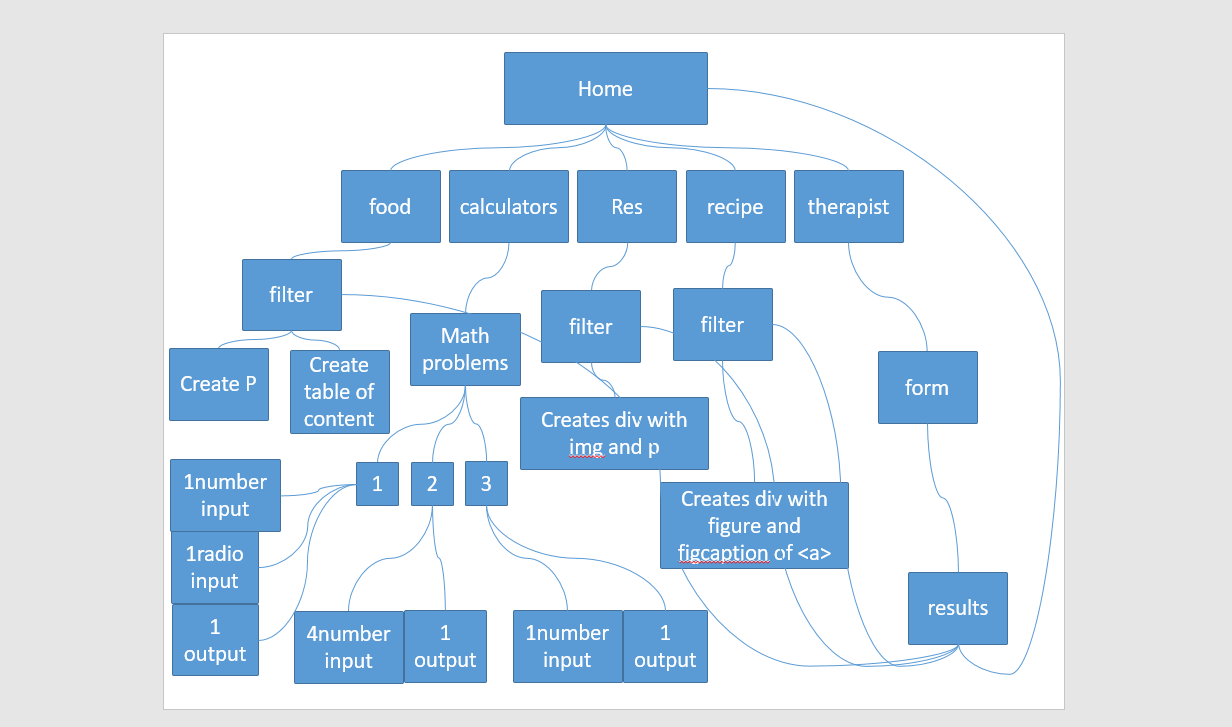 Home
food
calculators
Res
recipe
therapist
filter
filter
filter
Math
problems
Create P
Create
table of
content
form
Creates div with
img and p
1number
input
1
2
3
Creates div with
figure and
figcaption of <a>
1radio
input
1
output
4number
input
1
output
1number
input
1
output
results